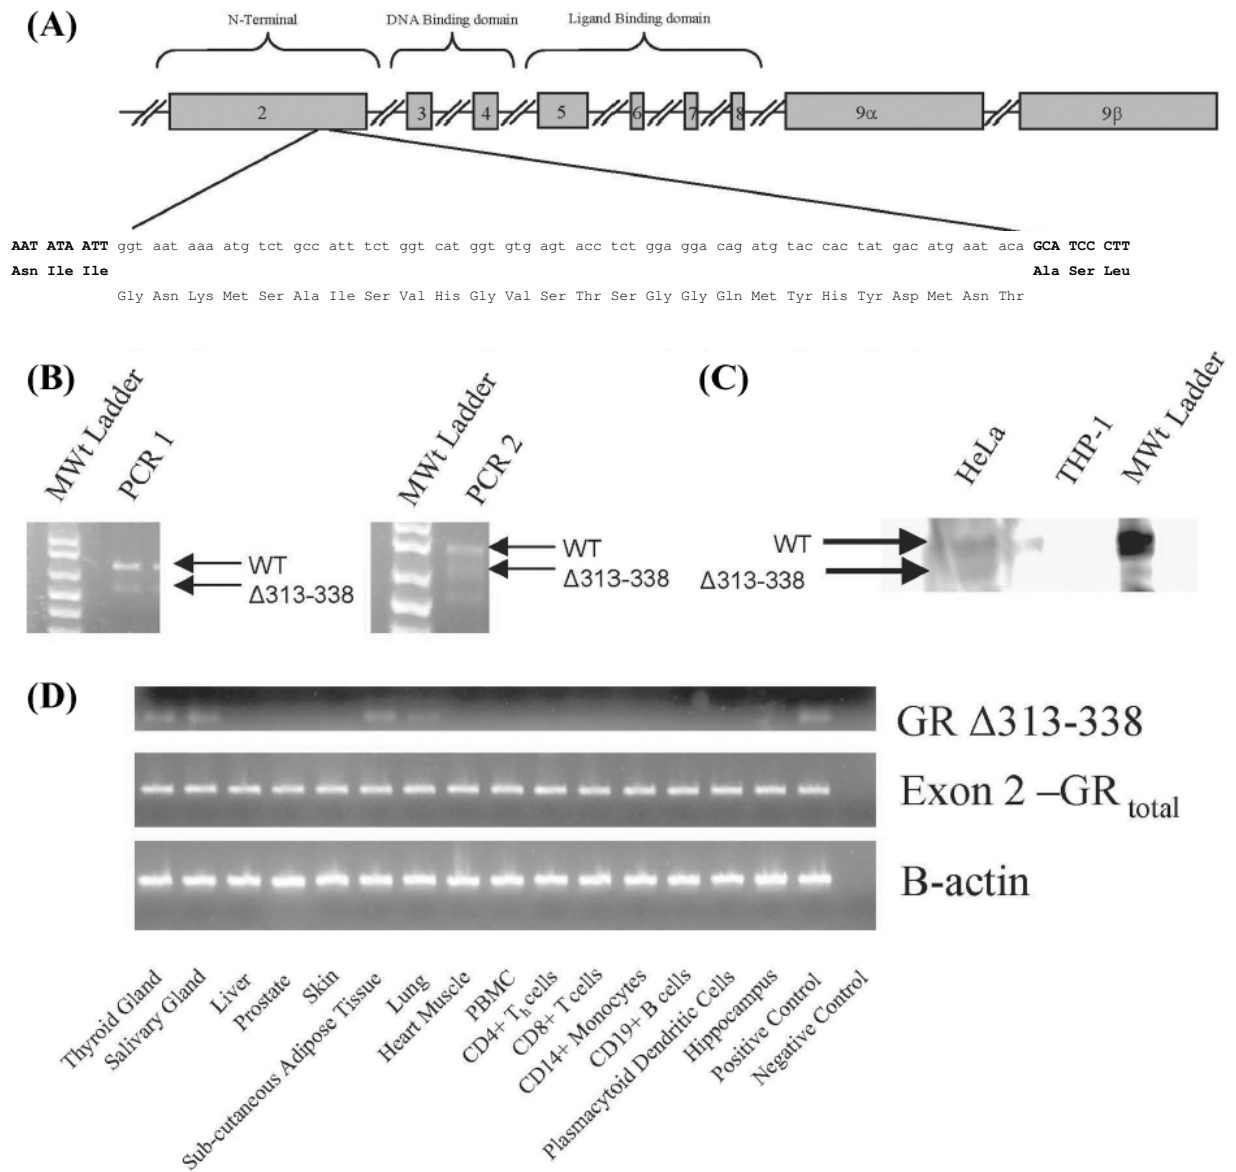 (A)
N-Terminal
DNA Binding domain
Ligand Binding domain
2
3
4
5
6
7
8
9α
9β
AAT ATA ATT ggt aat aaa atg tct gcc att tct ggt cat ggt gtg agt acc tct gga gga cag atg tac cac tat gac atg aat aca GCA TCC CTT
Asn Ile Ile
Ala Ser Leu
Gly Asn Lys Met Ser Ala Ile Ser Val His Gly Val Ser Thr Ser Gly Gly Gln Met Tyr His Tyr Asp Met Asn Thr
(B)
MWt Ladder
PCR 1
WT
Δ313-338
MWt Ladder
PCR 2
WT
Δ313-338
(C)
HeLa
THP-1
MWt Ladder
WT
Δ313-338
(D)
GR Δ313-338
Exon 2 –GR total
B-actin
Thyroid Gland
Salivary Gland
Liver
Prostate
Skin
Sub-cutaneous Adipose Tissue
Lung
Heart Muscle
PBMC
CD4+ Th cells
CD8+ T cells
CD14+ Monocytes
CD19+ B cells
Plasmacytoid Dendritic Cells
Hippocampus
Positive Control
Negative Control